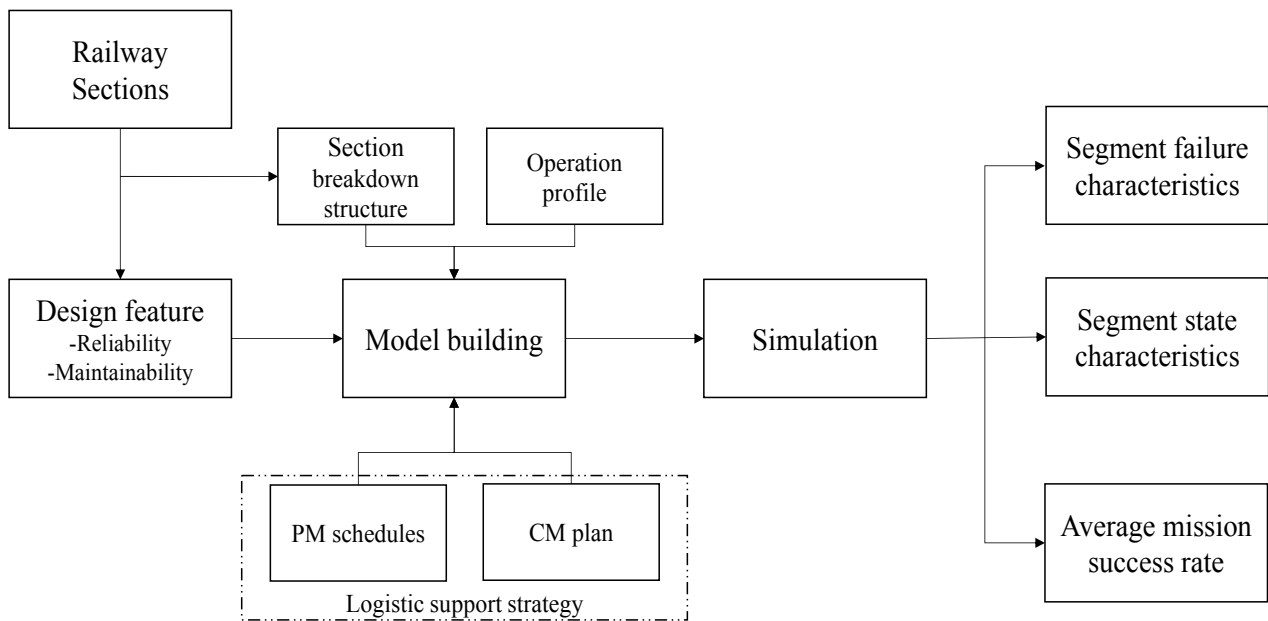 Railway
Sections
Section
breakdown
structure
Operation
profile
Segment failure
characteristics
Design feature
-Reliability
-Maintainability
Model building
Simulation
Segment state
characteristics
PM schedules
CM plan
Logistic support strategy
Average mission
success rate